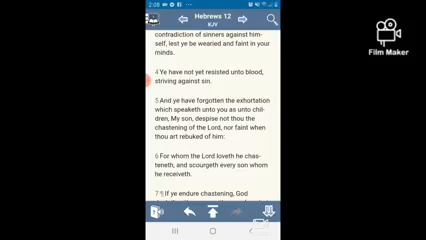 2:08
Hebrews 12
KJV
contradiction of sinners against him-
self, lest ye be wearied and faint in your
minds.
4 Ye have not yet resisted unto blood,
striving against sin.
5 And ye have forgotten the exhortation
which speaketh unto you as unto chil-
dren, My son, despise not thou the
chastening of the Lord, nor faint when
thou art rebuked of him:
6 For whom the Lord loveth he chas-
teneth, and scourgeth every son whom
he receiveth.
7 ¶ If ye endure chastening, God
Film Maker